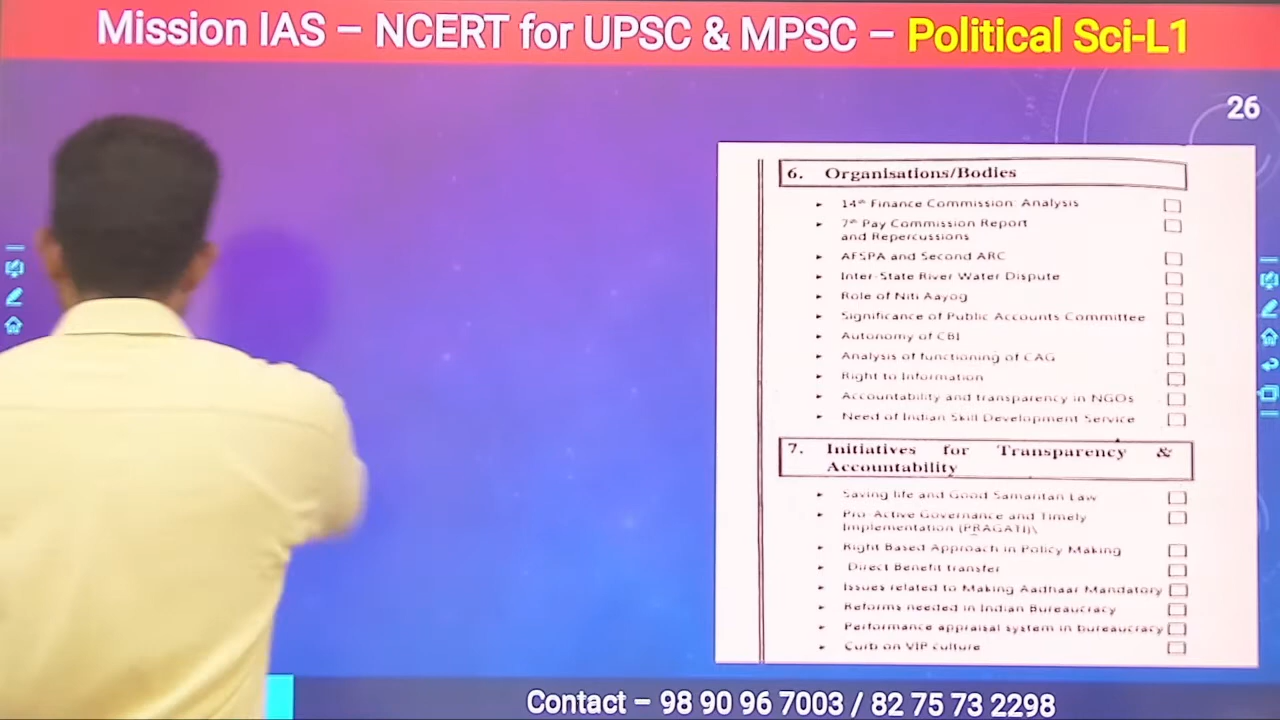 Mission IAS – NCERT for UPSC & MPSC – Political Sci-L1
26
6. Organisations/Bodies
14th Finance Commission: Analysis
7th Pay Commission Report
and Repercussions
AFSPA and Second ARC
Inter-State River Water Dispute
Role of Niti Aayog
Significance of Public Accounts Committee
Autonomy of CBI
Analysis of functioning of CAG
Right to Information
Accountability and transparency in NGOs
Need of Indian Skill Development Service
7. Initiatives for Transparency &
Accountability
Saving life and Good Samaritan Law
Pro-Active Governance and Timely
Implementation (PRAGATI)
Right Based Approach in Policy Making
Direct Benefit transfer
Issues related to Making Aadhaar Mandatory
Reforms needed in Indian Bureaucracy
Performance appraisal system in bureaucracy
Curb on VIP culture
Contact – 98 90 96 7003 / 82 75 73 2298